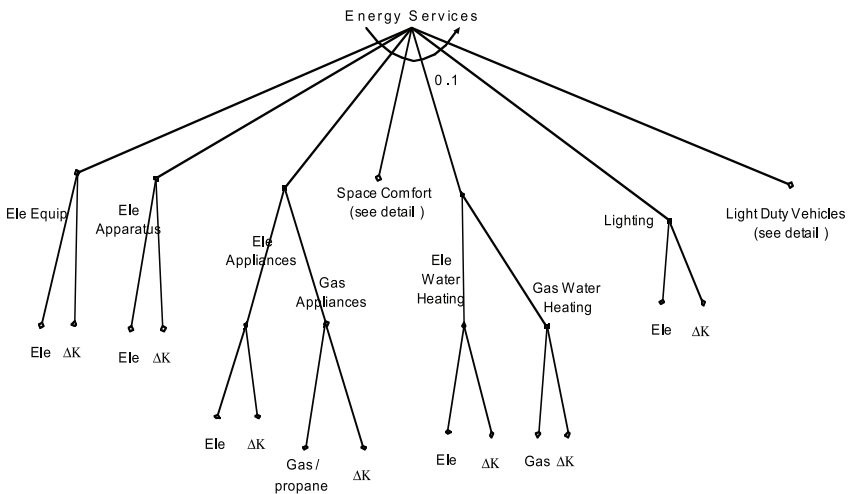 Energy Services
0.1
Ele Equip
Ele
Apparatus
Ele
Appliances
Gas
Appliances
Space Comfort
(see detail )
Ele
Water
Heating
Gas Water
Heating
Lighting
Light Duty Vehicles
(see detail )
Ele ΔK
Ele ΔK
Ele ΔK
Gas /
propane
ΔK
Ele ΔK
Gas ΔK
Ele ΔK